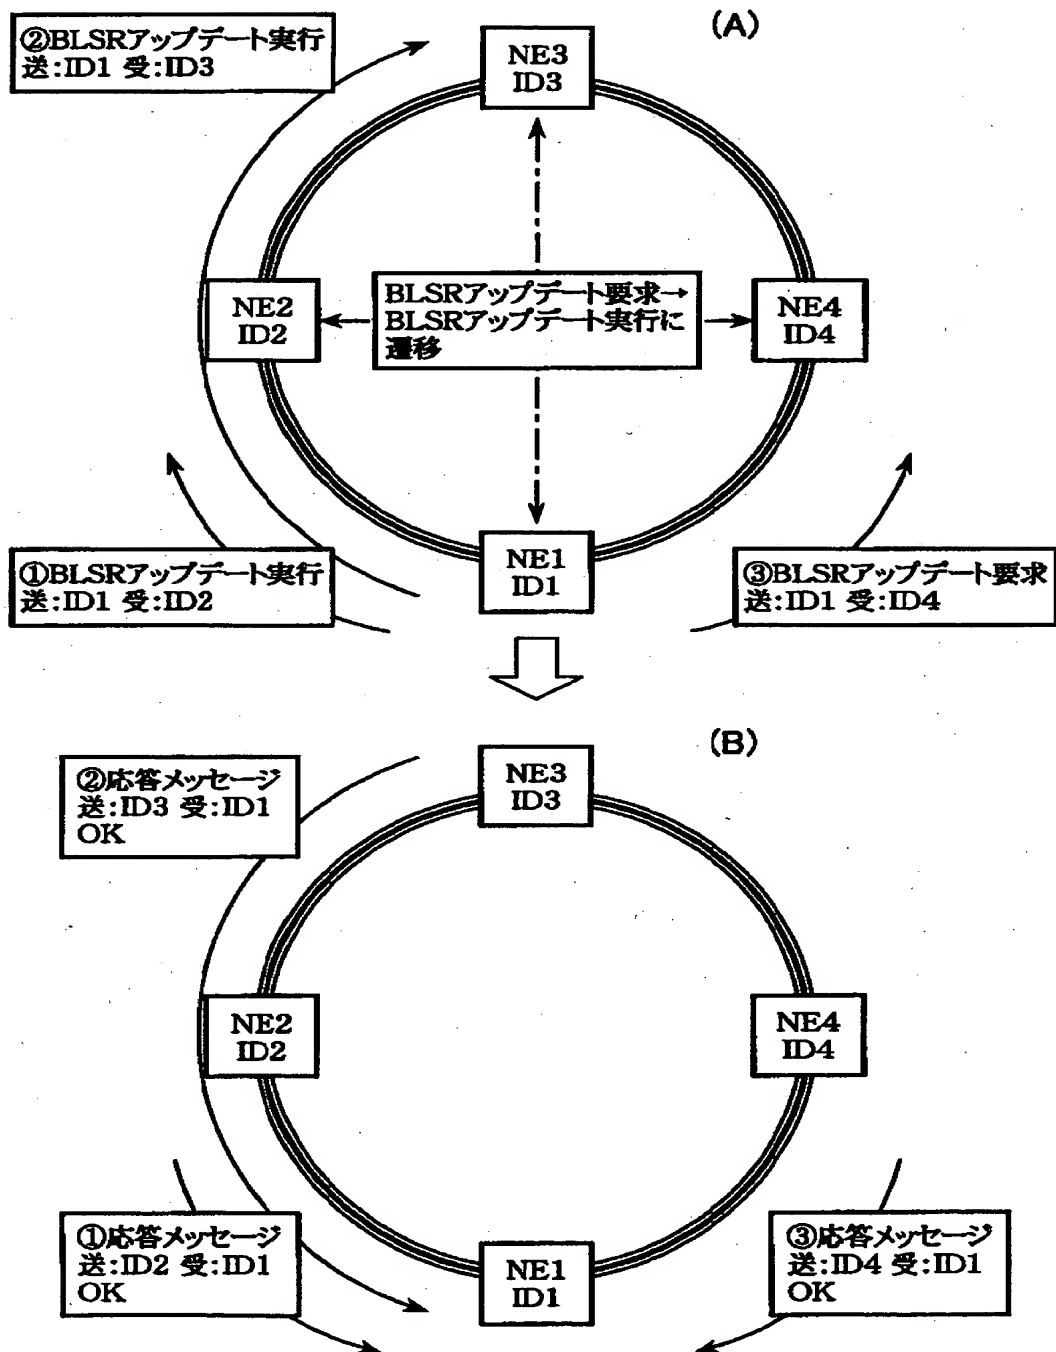 (A)
②BLSRアップデート実行
送:ID1 受:ID3
NE3
ID3
NE2
ID2
BLSRアップデート要求→
BLSRアップデート実行に
遷移
NE4
ID4
①BLSRアップデート実行
送:ID1 受:ID2
NE1
ID1
③BLSRアップデート要求
送:ID1 受:ID4
(B)
②応答メッセージ
送:ID3 受:ID1
OK
NE3
ID3
NE2
ID2
NE4
ID4
①応答メッセージ
送:ID2 受:ID1
OK
NE1
ID1
③応答メッセージ
送:ID4 受:ID1
OK